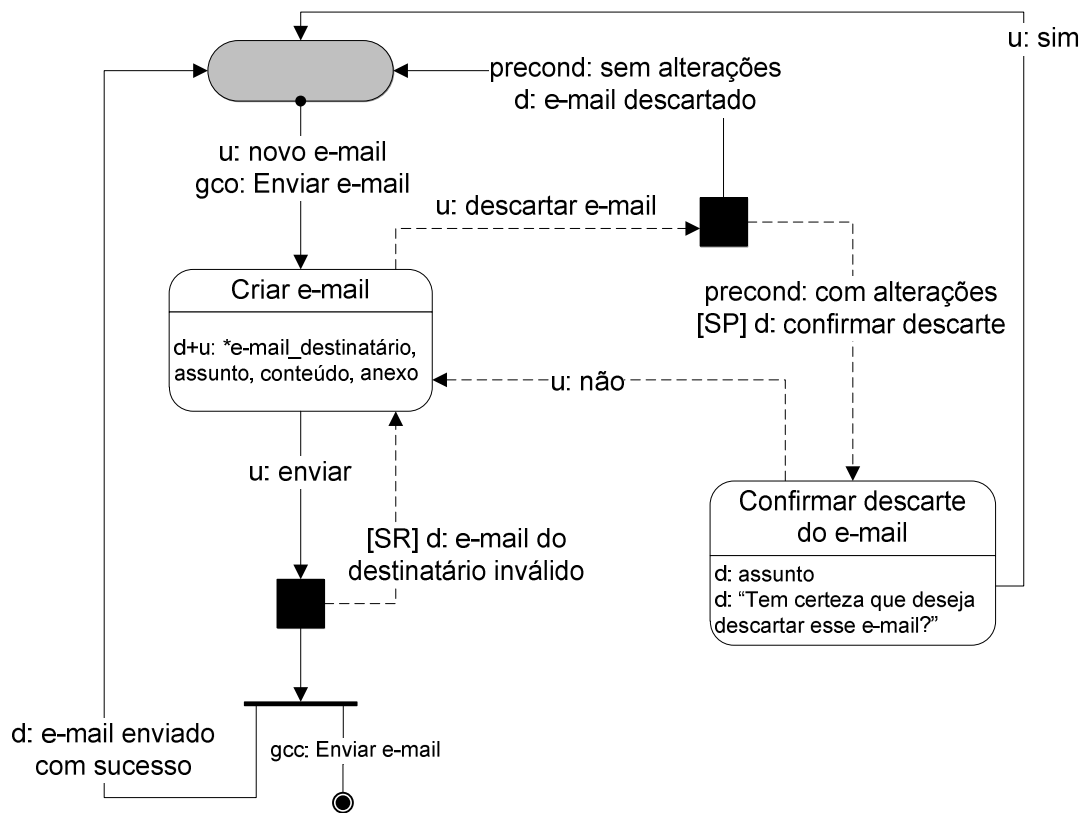 u: sim
precond: sem alterações
d: e-mail descartado
u: novo e-mail
gco: Enviar e-mail
u: descartar e-mail
Criar e-mail
d+u: *e-mail_destinatário,
assunto, conteúdo, anexo
precond: com alterações
[SP] d: confirmar descarte
u: não
u: enviar
[SR] d: e-mail do
destinatário inválido
Confirmar descarte
do e-mail
d: assunto
d: “Tem certeza que deseja
descartar esse e-mail?”
d: e-mail enviado
com sucesso
gcc: Enviar e-mail